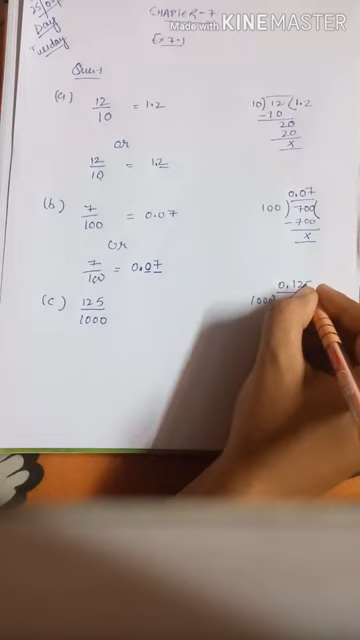 25/0
Day
Tuesday
CHAPTER-7
Made with KINEMASTER
Ex 7.1
Ques-1
(a) 12/10 = 1.2
10) 12 (1.2
-10
20
20
x
or
12/10 = 1.2
(b) 7/100 = 0.07
0.07
100 ) 700(
-700
x
or
7/100 = 0.07
(c) 125/1000
0.125
1000